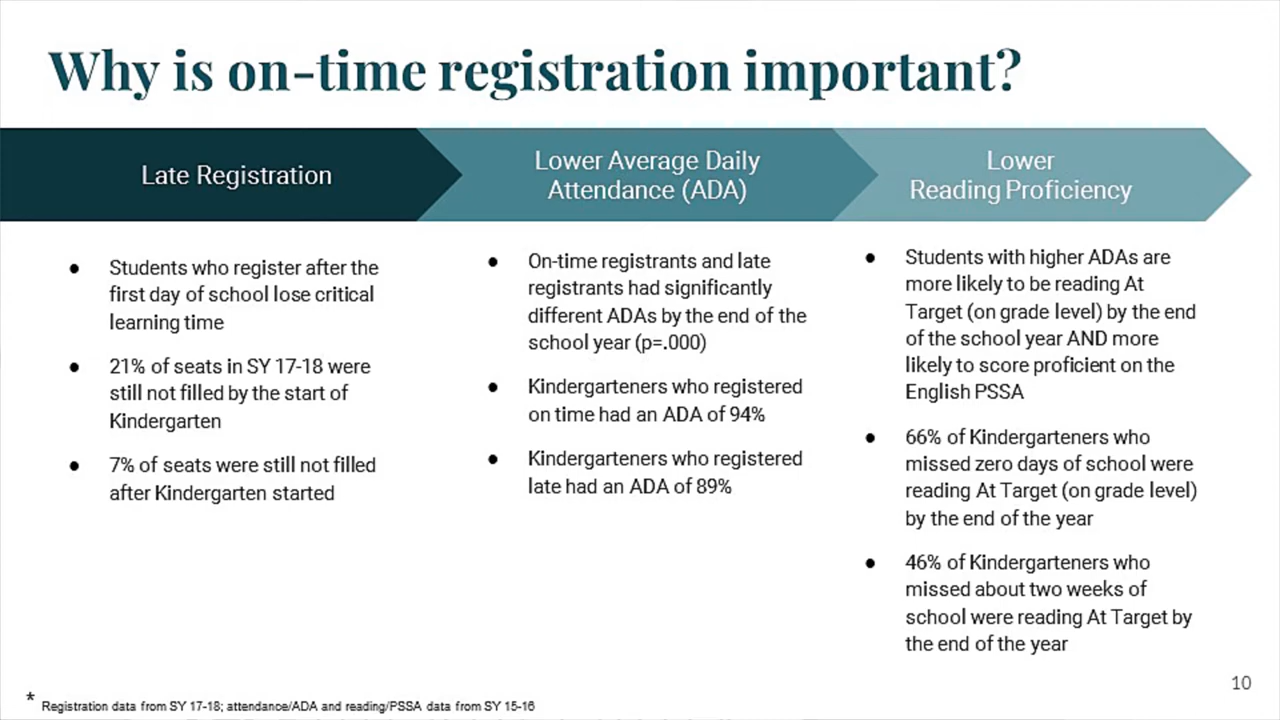 Why is on-time registration important?
Late Registration
Lower Average Daily
Attendance (ADA)
Lower
Reading Proficiency
● Students who register after the
first day of school lose critical
learning time
● 21% of seats in SY 17-18 were
still not filled by the start of
Kindergarten
● 7% of seats were still not filled
after Kindergarten started
● On-time registrants and late
registrants had significantly
different ADAs by the end of the
school year (p=.000)
● Kindergarteners who registered
on time had an ADA of 94%
● Kindergarteners who registered
late had an ADA of 89%
● Students with higher ADAs are
more likely to be reading At
Target (on grade level) by the end
of the school year AND more
likely to score proficient on the
English PSSA
● 66% of Kindergarteners who
missed zero days of school were
reading At Target (on grade level)
by the end of the year
● 46% of Kindergarteners who
missed about two weeks of
school were reading At Target by
the end of the year
10
* Registration data from SY 17-18; attendance/ADA and reading/PSSA data from SY 15-16